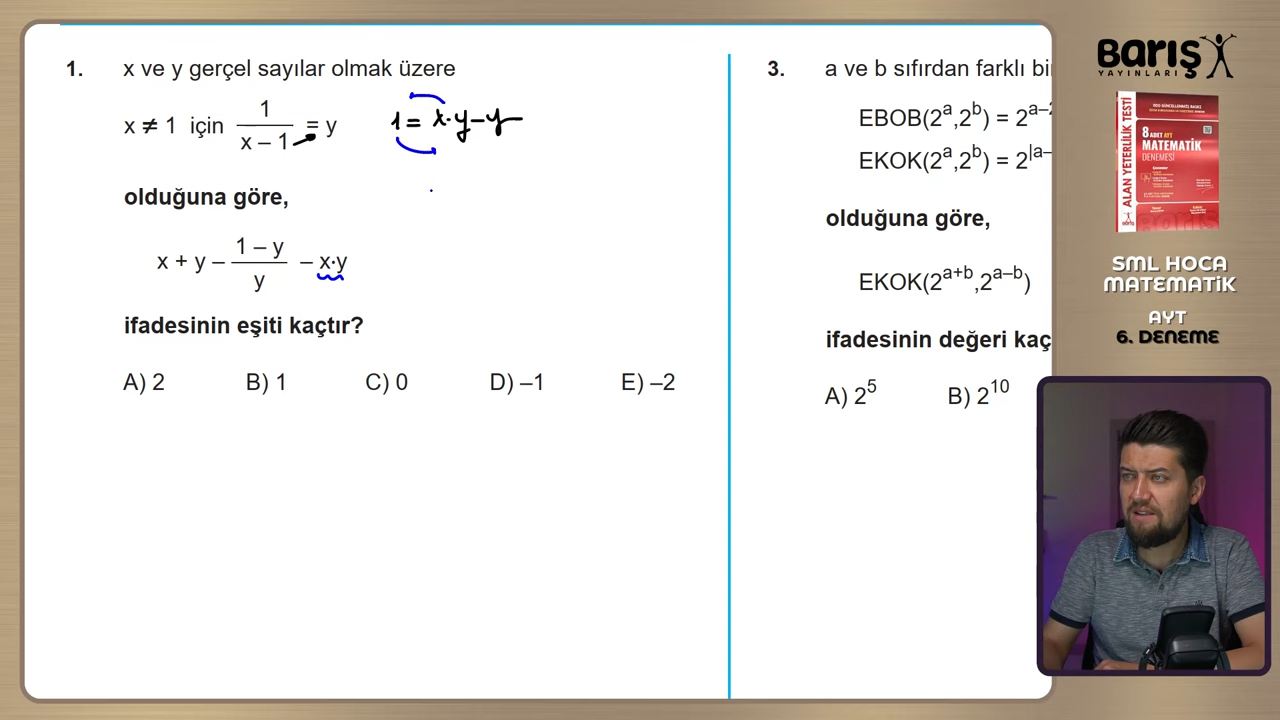 1. x ve y gerçel sayılar olmak üzere
x ≠ 1 için 1/(x – 1) = y
1 = x·y – y
olduğuna göre,
x + y – (1 – y)/y – x·y
ifadesinin eşiti kaçtır?
A) 2 B) 1 C) 0 D) –1 E) –2
3. a ve b sıfırdan farklı bi
EBOB(2^a,2^b) = 2^a–
EKOK(2^a,2^b) = 2^|a–
olduğuna göre,
EKOK(2^a+b,2^a–b)
ifadesinin değeri kaç
A) 2^5 B) 2^10
BARIŞ
YAYINLARI
ALAN YETERLİLİK TESTİ
8 ADET AYT
MATEMATİK
DENEMESİ
SML HOCA
MATEMATİK
AYT
6. DENEME